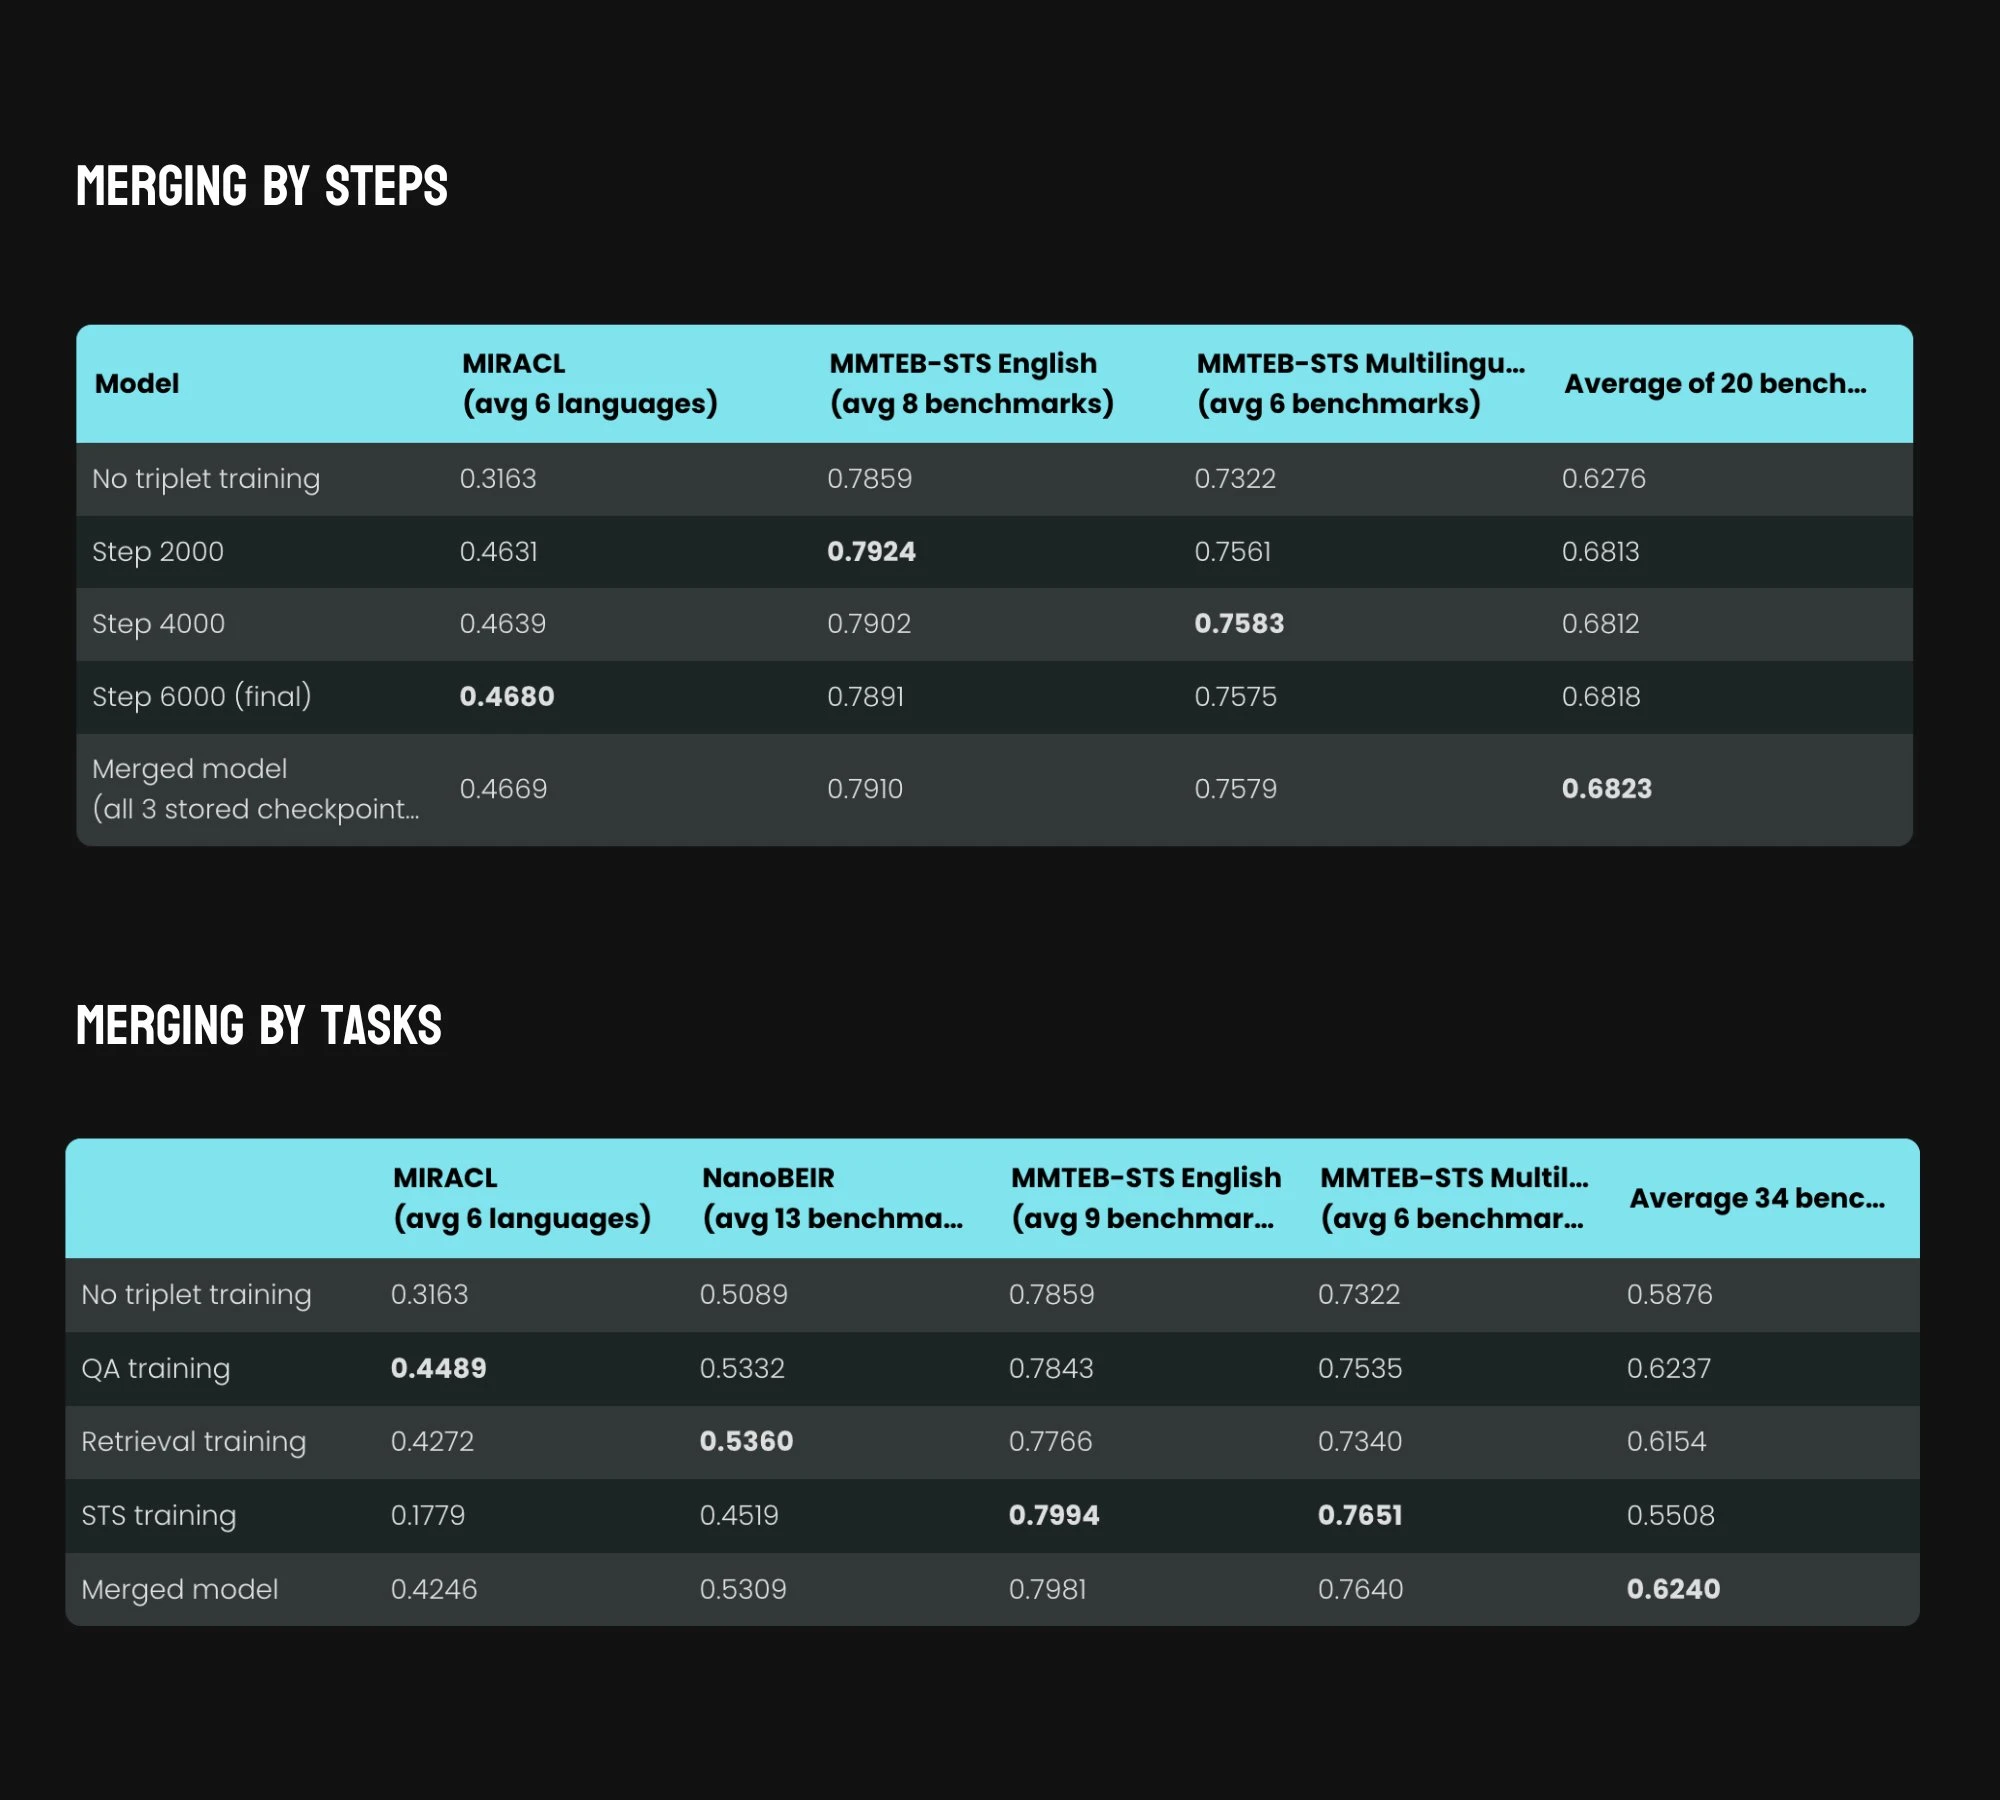 MERGING BY STEPS
Model
MIRACL
(avg 6 languages)
MMTEB-STS English
(avg 8 benchmarks)
MMTEB-STS Multilingu...
(avg 6 benchmarks)
Average of 20 bench...
No triplet training 0.3163 0.7859 0.7322 0.6276
Step 2000 0.4631 0.7924 0.7561 0.6813
Step 4000 0.4639 0.7902 0.7583 0.6812
Step 6000 (final) 0.4680 0.7891 0.7575 0.6818
Merged model
(all 3 stored checkpoint...
0.4669 0.7910 0.7579 0.6823
MERGING BY TASKS
MIRACL
(avg 6 languages)
NanoBEIR
(avg 13 benchma...
MMTEB-STS English
(avg 9 benchmar...
MMTEB-STS Multil...
(avg 6 benchmar...
Average 34 benc...
No triplet training 0.3163 0.5089 0.7859 0.7322 0.5876
QA training 0.4489 0.5332 0.7843 0.7535 0.6237
Retrieval training 0.4272 0.5360 0.7766 0.7340 0.6154
STS training 0.1779 0.4519 0.7994 0.7651 0.5508
Merged model 0.4246 0.5309 0.7981 0.7640 0.6240